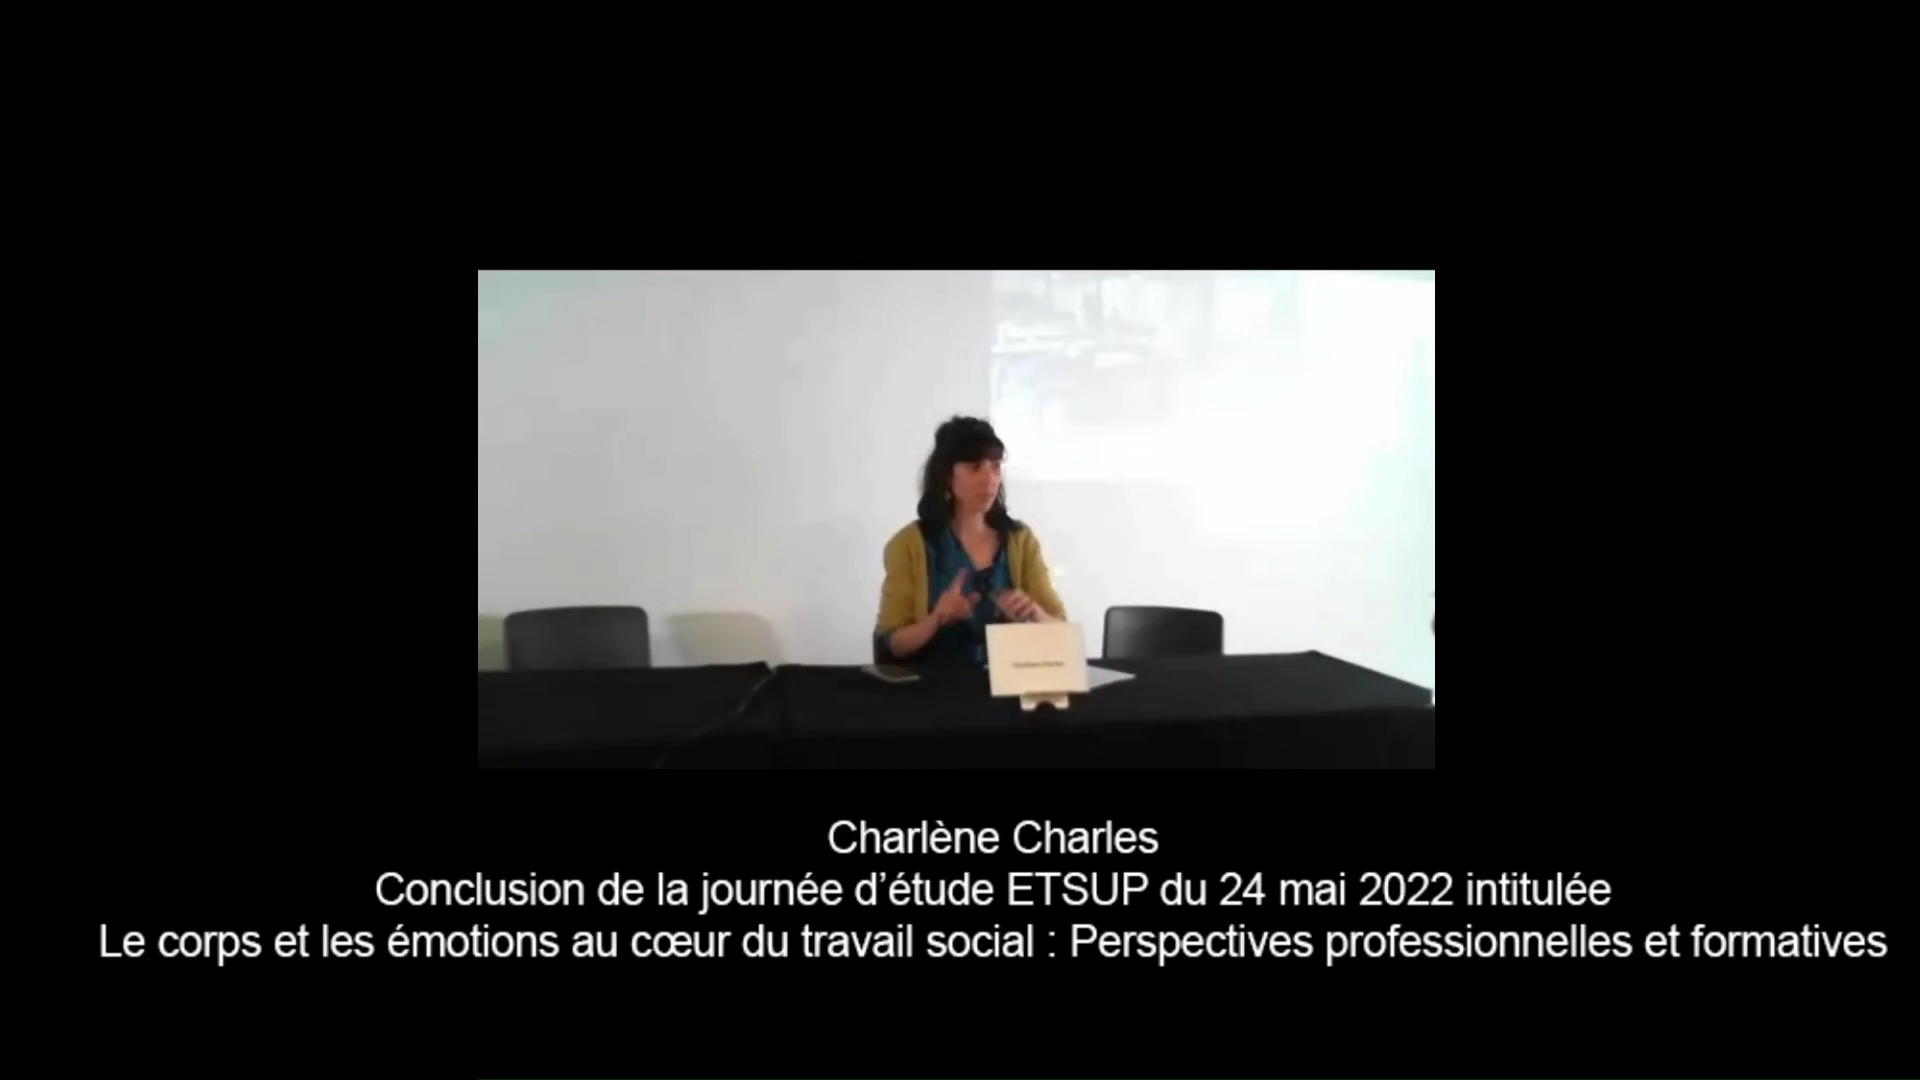 Charlène Charles
Conclusion de la journée d’étude ETSUP du 24 mai 2022 intitulée
Le corps et les émotions au cœur du travail social : Perspectives professionnelles et formatives